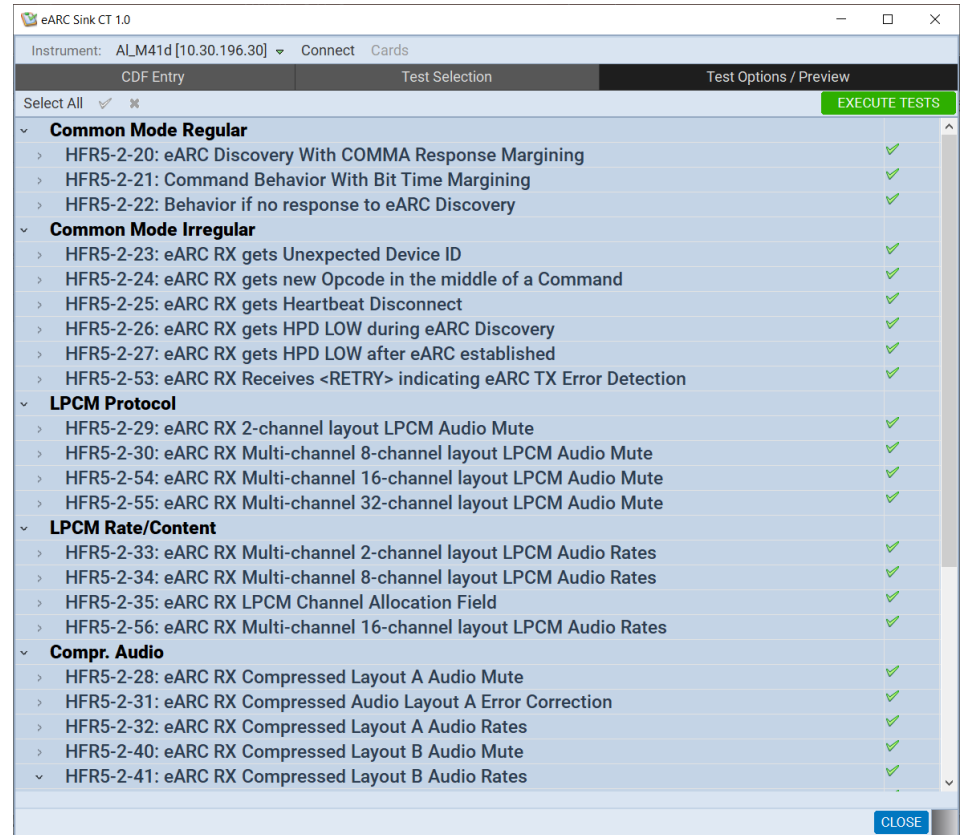 eARC Sink CT 1.0
Instrument: Al_M41d [10.30.196.30] Connect Cards
CDF Entry Test Selection Test Options / Preview
Select All EXECUTE TESTS
Common Mode Regular
HFR5-2-20: eARC Discovery With COMMA Response Margining
HFR5-2-21: Command Behavior With Bit Time Margining
HFR5-2-22: Behavior if no response to eARC Discovery
Common Mode Irregular
HFR5-2-23: eARC RX gets Unexpected Device ID
HFR5-2-24: eARC RX gets new Opcode in the middle of a Command
HFR5-2-25: eARC RX gets Heartbeat Disconnect
HFR5-2-26: eARC RX gets HPD LOW during eARC Discovery
HFR5-2-27: eARC RX gets HPD LOW after eARC established
HFR5-2-53: eARC RX Receives <RETRY> indicating eARC TX Error Detection
LPCM Protocol
HFR5-2-29: eARC RX 2-channel layout LPCM Audio Mute
HFR5-2-30: eARC RX Multi-channel 8-channel layout LPCM Audio Mute
HFR5-2-54: eARC RX Multi-channel 16-channel layout LPCM Audio Mute
HFR5-2-55: eARC RX Multi-channel 32-channel layout LPCM Audio Mute
LPCM Rate/Content
HFR5-2-33: eARC RX Multi-channel 2-channel layout LPCM Audio Rates
HFR5-2-34: eARC RX Multi-channel 8-channel layout LPCM Audio Rates
HFR5-2-35: eARC RX LPCM Channel Allocation Field
HFR5-2-56: eARC RX Multi-channel 16-channel layout LPCM Audio Rates
Compr. Audio
HFR5-2-28: eARC RX Compressed Layout A Audio Mute
HFR5-2-31: eARC RX Compressed Audio Layout A Error Correction
HFR5-2-32: eARC RX Compressed Layout A Audio Rates
HFR5-2-40: eARC RX Compressed Layout B Audio Mute
HFR5-2-41: eARC RX Compressed Layout B Audio Rates
CLOSE